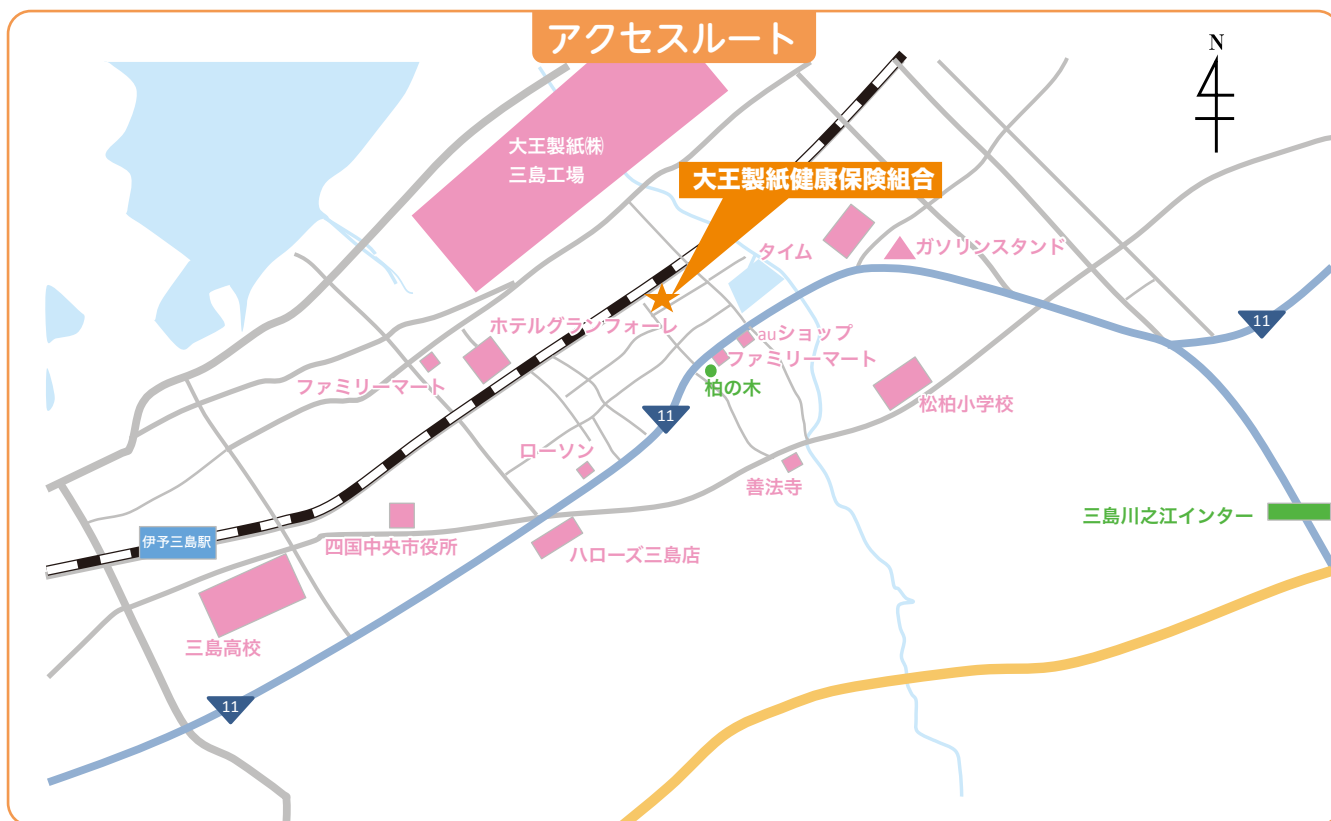 アクセスルート
N
大王製紙㈱
三島工場
大王製紙健康保険組合
タイム
ガソリンスタンド
11
ホテルグランフォーレ
auショップ
ファミリーマート
ファミリーマート
柏の木
松柏小学校
11
ローソン
善法寺
三島川之江インター
伊予三島駅
四国中央市役所
ハローズ三島店
三島高校
11